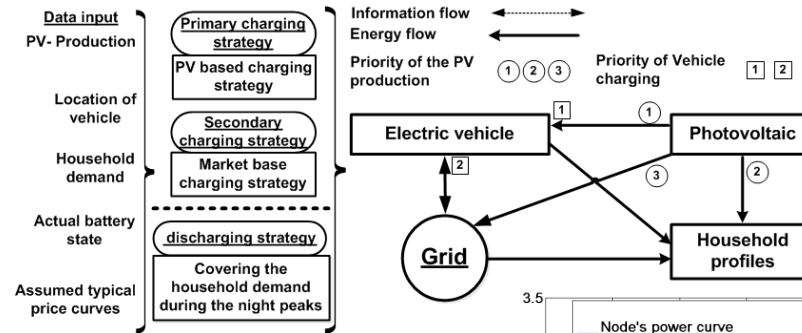 Data input
PV- Production
Location of
vehicle
Household
demand
Actual battery
state
Assumed typical
price curves
Primary charging
strategy
PV based charging
strategy
Secondary
charging strategy
Market base
charging strategy
discharging strategy
Covering the
household demand
during the night peaks
Information flow
Energy flow
Priority of the PV
production
1 2 3
Priority of Vehicle
charging
1 2
Electric vehicle
1
1
Photovoltaic
2
3
2
Grid
Household
profiles
3.5
Node's power curve